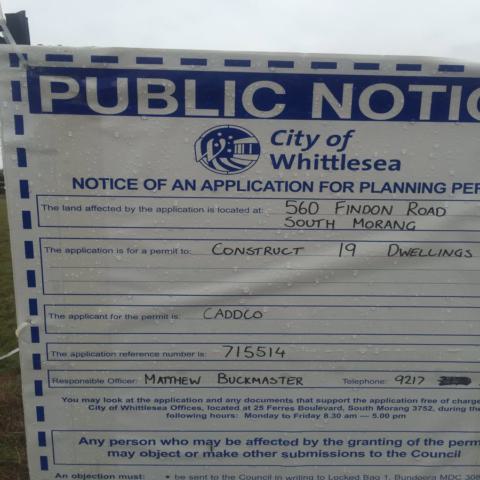 PUBLIC NOTIC
City of
Whittlesea
NOTICE OF AN APPLICATION FOR PLANNING PER
The land affected by the application is located at: 560 FINDON ROAD
SOUTH MORANG
The application is for a permit to: CONSTRUCT 19 DWELLINGS
The applicant for the permit is: CADDCO
The application reference number is: 715514
Responsible Officer: MATTHEW BUCKMASTER Telephone: 9217
You may look at the application and any documents that support the application free of charge
City of Whittlesea Offices, located at 25 Ferres Boulevard, South Morang 3752, during the
following hours: Monday to Friday 8.30 am — 5.00 pm
Any person who may be affected by the granting of the perm
may object or make other submissions to the Council
An objection must: • be sent to the Council in writing to Locked Bag 1, Bundoora MDC 308